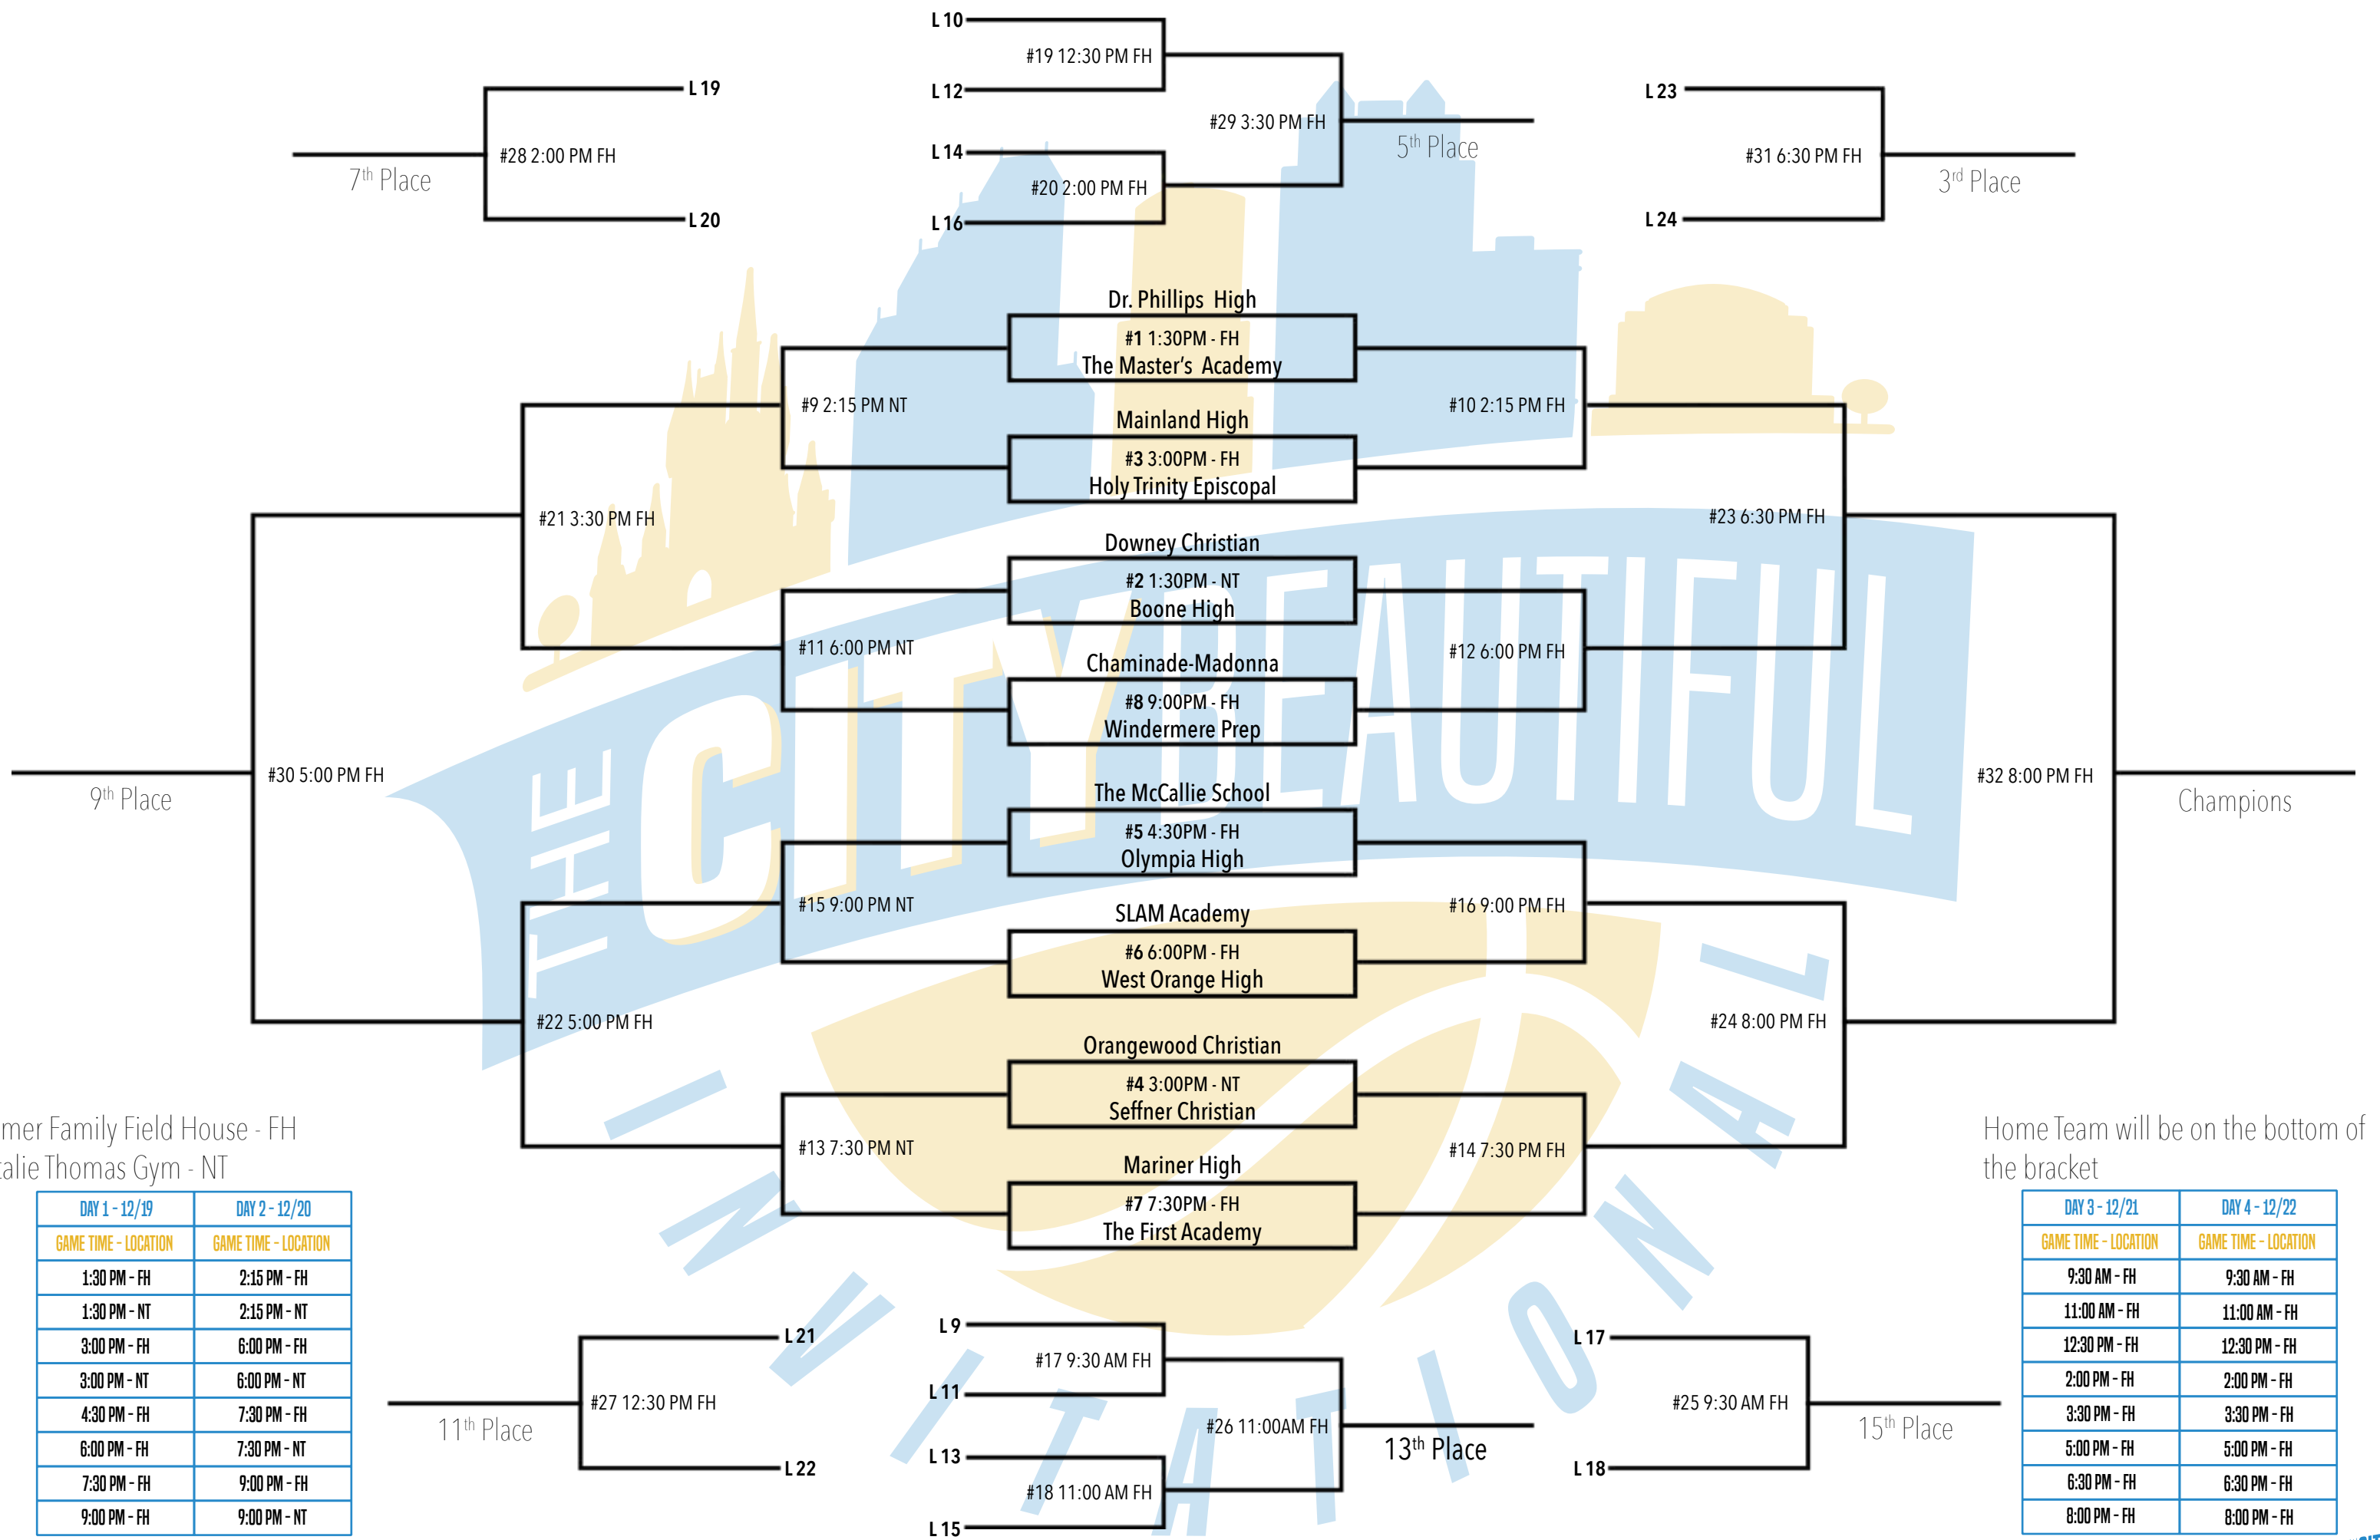 L 10
#19 12:30 PM FH
L 12
L 14
#20 2:00 PM FH
L 16
#29 3:30 PM FH
5th Place
L 19
#28 2:00 PM FH
7th Place
L 20
L 23
#31 6:30 PM FH
3rd Place
L 24
Dr. Phillips High
#1 1:30PM - FH
The Master's Academy
Mainland High
#3 3:00PM - FH
Holy Trinity Episcopal
Downey Christian
#2 1:30PM - NT
Boone High
Chaminade-Madonna
#8 9:00PM - FH
Windermere Prep
The McCallie School
#5 4:30PM - FH
Olympia High
SLAM Academy
#6 6:00PM - FH
West Orange High
Orangewood Christian
#4 3:00PM - NT
Seffner Christian
Mariner High
#7 7:30PM - FH
The First Academy
#9 2:15 PM NT
#10 2:15 PM FH
#21 3:30 PM FH
#23 6:30 PM FH
#11 6:00 PM NT
#12 6:00 PM FH
#30 5:00 PM FH
9th Place
#32 8:00 PM FH
Champions
#15 9:00 PM NT
#16 9:00 PM FH
#22 5:00 PM FH
#24 8:00 PM FH
#13 7:30 PM NT
#14 7:30 PM FH
THE CITY BEAUTIFUL
INVITATIONAL
mer Family Field House - FH
talie Thomas Gym - NT
DAY 1 - 12/19 DAY 2 - 12/20
GAME TIME - LOCATION GAME TIME - LOCATION
1:30 PM - FH 2:15 PM - FH
1:30 PM - NT 2:15 PM - NT
3:00 PM - FH 6:00 PM - FH
3:00 PM - NT 6:00 PM - NT
4:30 PM - FH 7:30 PM - FH
6:00 PM - FH 7:30 PM - NT
7:30 PM - FH 9:00 PM - FH
9:00 PM - FH 9:00 PM - NT
Home Team will be on the bottom of
the bracket
DAY 3 - 12/21 DAY 4 - 12/22
GAME TIME - LOCATION GAME TIME - LOCATION
9:30 AM - FH 9:30 AM - FH
11:00 AM - FH 11:00 AM - FH
12:30 PM - FH 12:30 PM - FH
2:00 PM - FH 2:00 PM - FH
3:30 PM - FH 3:30 PM - FH
5:00 PM - FH 5:00 PM - FH
6:30 PM - FH 6:30 PM - FH
8:00 PM - FH 8:00 PM - FH
L 21
#27 12:30 PM FH
11th Place
L 22
L 9
#17 9:30 AM FH
L 11
#26 11:00AM FH
13th Place
L 13
#18 11:00 AM FH
L 15
L 17
#25 9:30 AM FH
15th Place
L 18